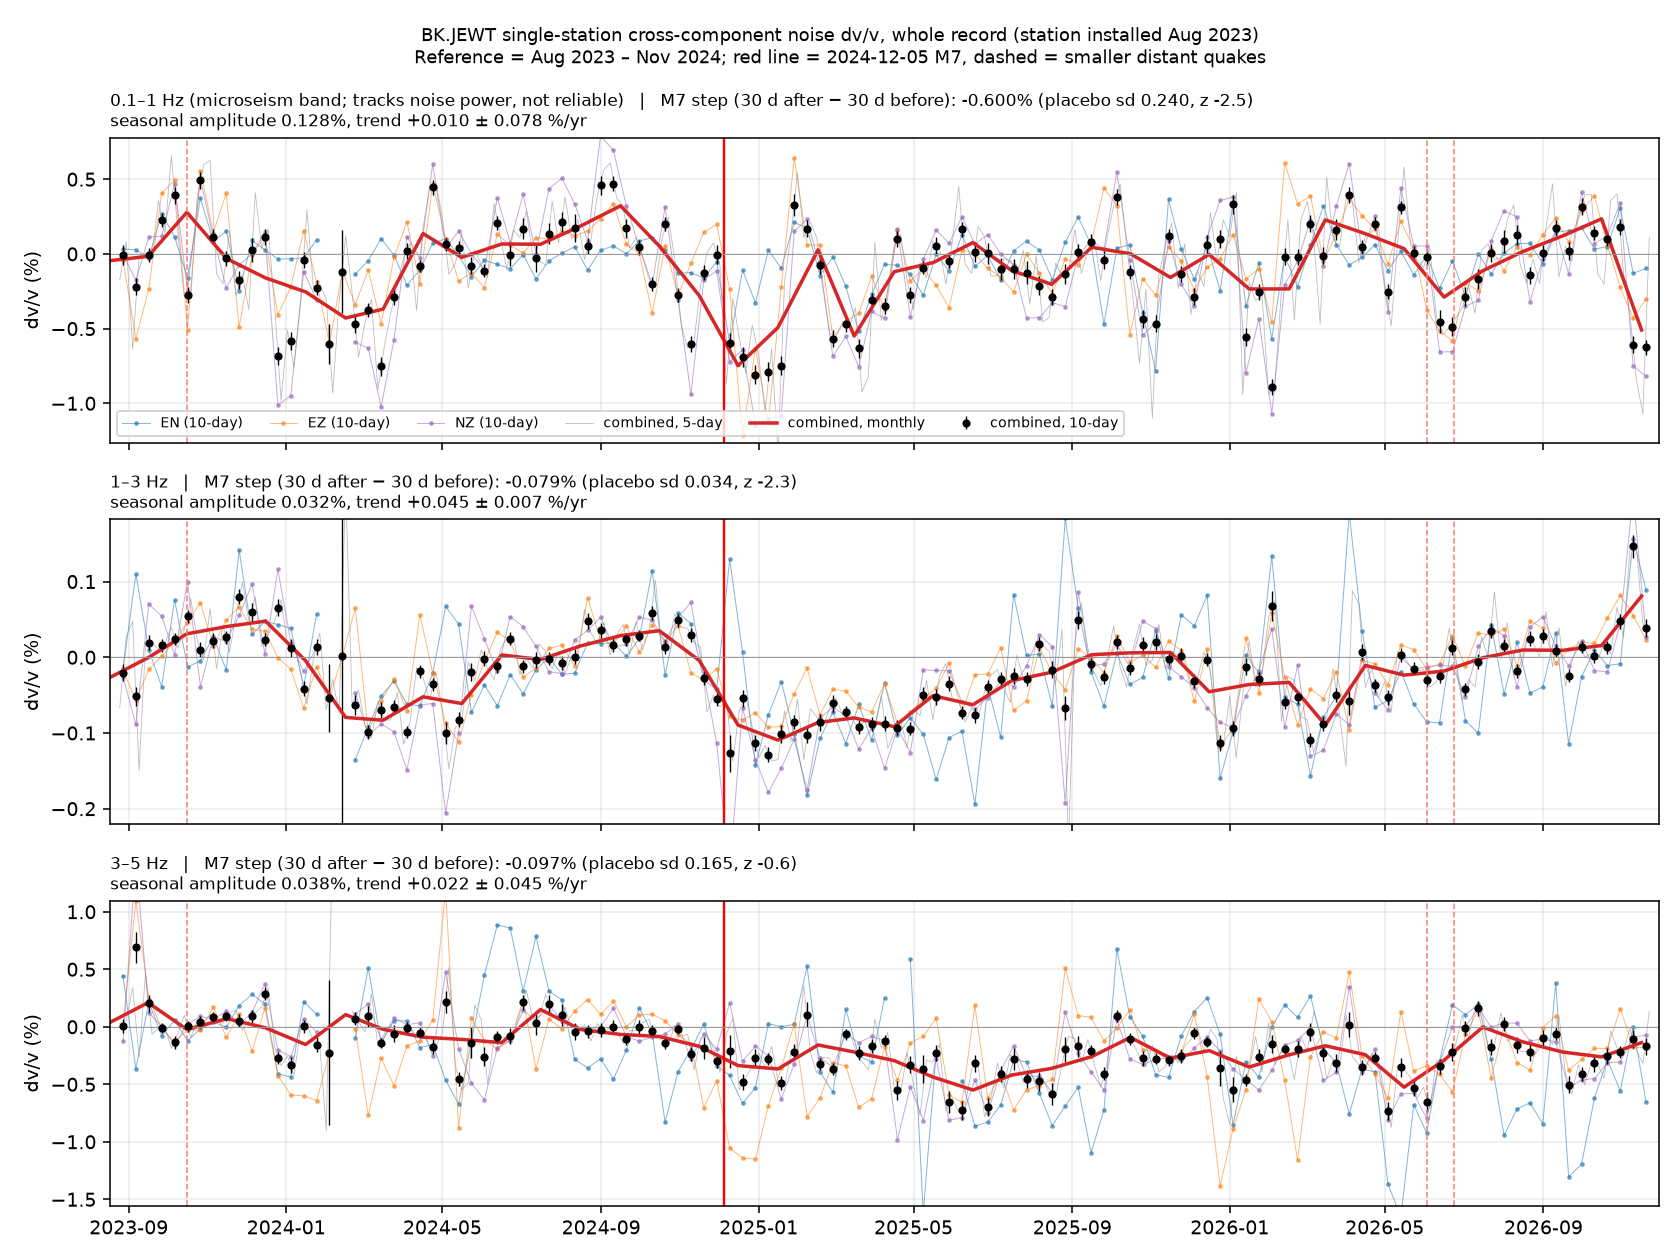 BK.JEWT single-station cross-component noise dv/v, whole record (station installed Aug 2023)
Reference = Aug 2023 – Nov 2024; red line = 2024-12-05 M7, dashed = smaller distant quakes
0.1–1 Hz (microseism band; tracks noise power, not reliable)   |   M7 step (30 d after − 30 d before): -0.600% (placebo sd 0.240, z -2.5)
seasonal amplitude 0.128%, trend +0.010 ± 0.078 %/yr
dv/v (%)
0.5
0.0
−0.5
−1.0
EN (10-day)
EZ (10-day)
NZ (10-day)
combined, 5-day
combined, monthly
combined, 10-day
1–3 Hz   |   M7 step (30 d after − 30 d before): -0.079% (placebo sd 0.034, z -2.3)
seasonal amplitude 0.032%, trend +0.045 ± 0.007 %/yr
dv/v (%)
0.1
0.0
−0.1
−0.2
3–5 Hz   |   M7 step (30 d after − 30 d before): -0.097% (placebo sd 0.165, z -0.6)
seasonal amplitude 0.038%, trend +0.022 ± 0.045 %/yr
dv/v (%)
1.0
0.5
0.0
−0.5
−1.0
−1.5
2023-09
2024-01
2024-05
2024-09
2025-01
2025-05
2025-09
2026-01
2026-05
2026-09